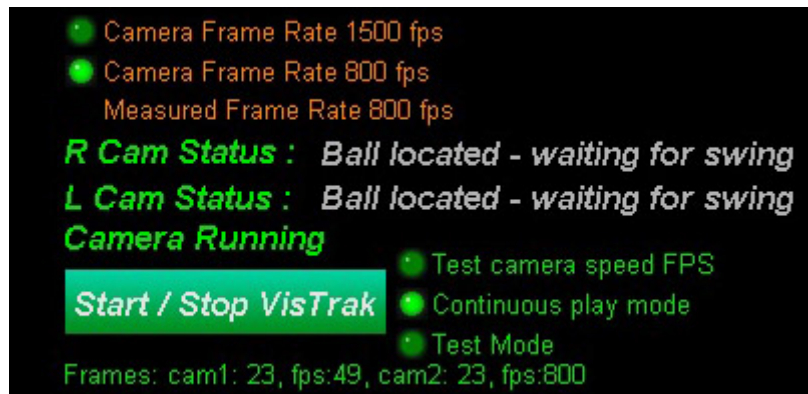 Camera Frame Rate 1500 fps
Camera Frame Rate 800 fps
Measured Frame Rate 800 fps
R Cam Status : Ball located - waiting for swing
L Cam Status : Ball located - waiting for swing
Camera Running
Test camera speed FPS
Start / Stop VisTrak
Continuous play mode
Test Mode
Frames: cam1: 23, fps:49, cam2: 23, fps:800